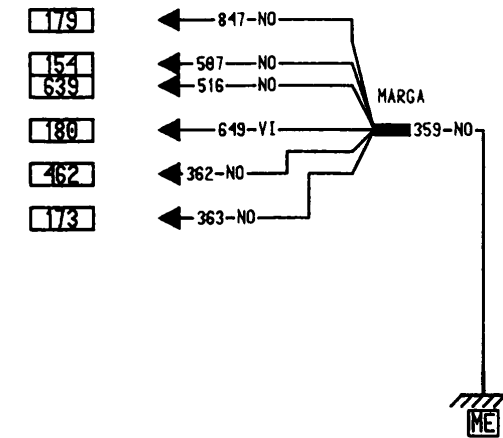 179 847-NO
154 587 NO
639 516 NO
MARGA
180 649-VI 359-NO
462 362-NO
173 363-NO
ME